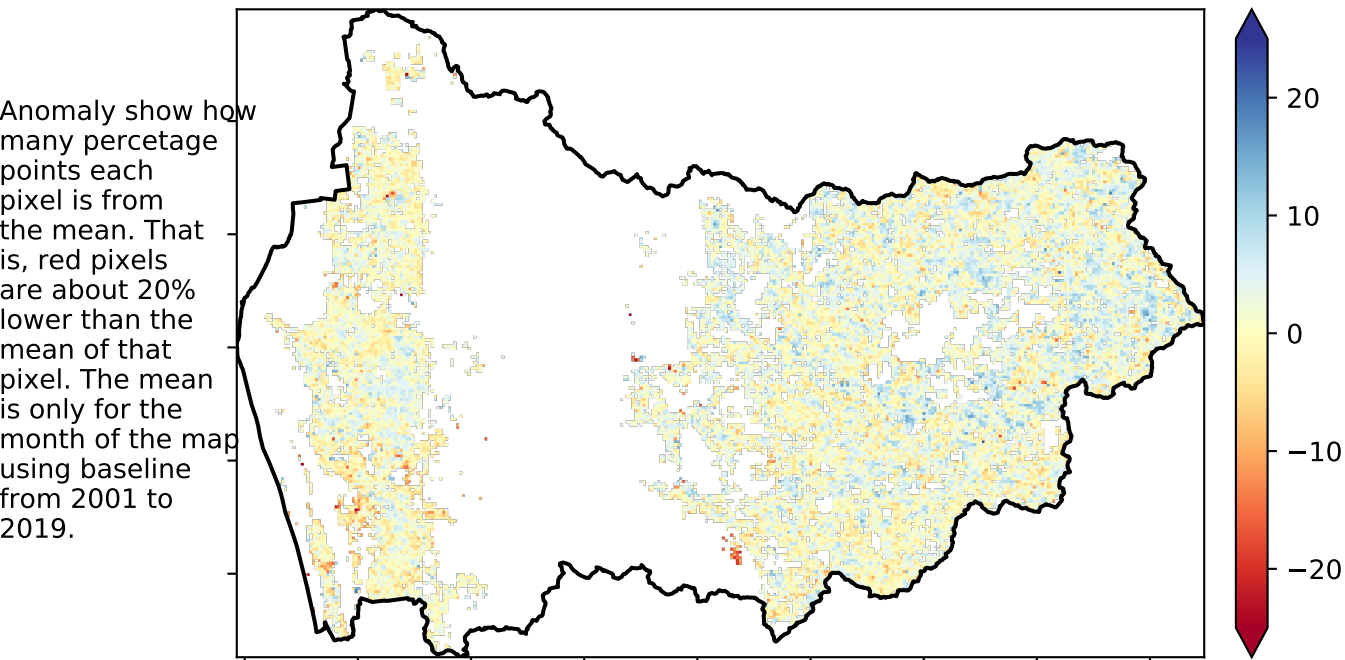 Anomaly show how
many percetage
points each
pixel is from
the mean. That
is, red pixels
are about 20%
lower than the
mean of that
pixel. The mean
is only for the
month of the map
using baseline
from 2001 to
2019.
20
10
0
−10
−20